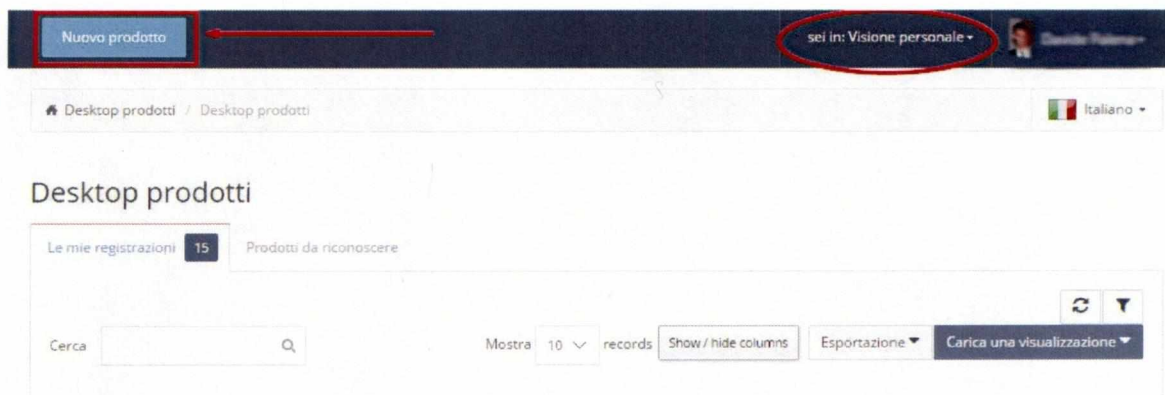 Nuovo prodotto
sei in: Visione personale
Desktop prodotti / Desktop prodotti
Italiano
Desktop prodotti
Le mie registrazioni 15
Prodotti da riconoscere
Cerca
Mostra 10 records Show / hide columns Esportazione Carica una visualizzazione